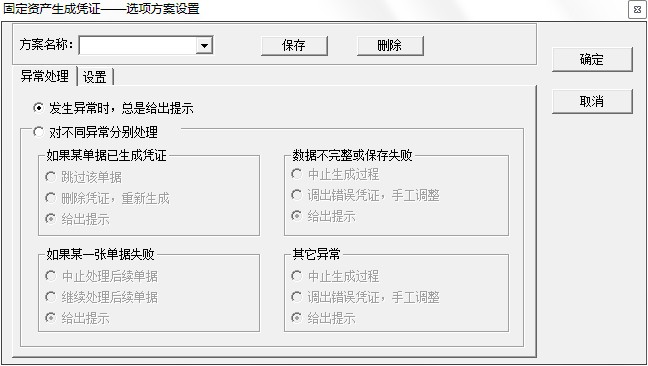 固定资产生成凭证——选项方案设置
方案名称：
保存
删除
确定
取消
异常处理
设置
发生异常时，总是给出提示
对不同异常分别处理
如果某单据已生成凭证
跳过该单据
删除凭证，重新生成
给出提示
数据不完整或保存失败
中止生成过程
调出错误凭证，手工调整
给出提示
如果某一张单据失败
中止处理后续单据
继续处理后续单据
给出提示
其它异常
中止生成过程
调出错误凭证，手工调整
给出提示